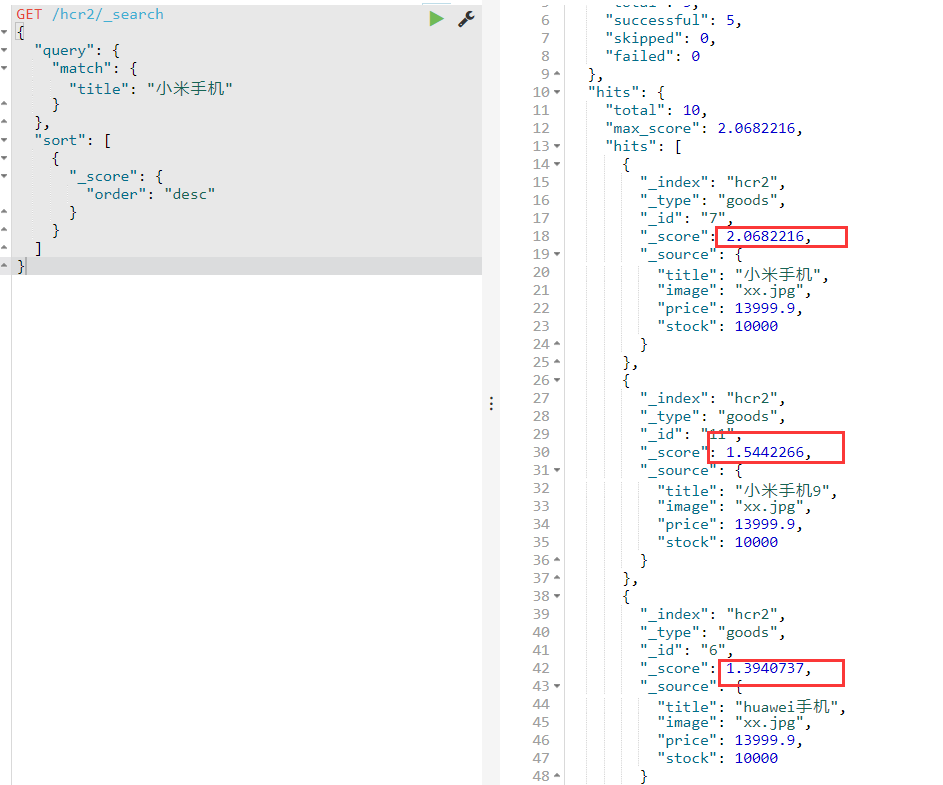 GET /hcr2/_search
{
  "query": {
    "match": {
      "title": "小米手机"
    }
  },
  "sort": [
    {
      "_score": {
        "order": "desc"
      }
    }
  ]
}
6 "successful": 5,
7 "skipped": 0,
8 "failed": 0
9 },
10 "hits": {
11 "total": 10,
12 "max_score": 2.0682216,
13 "hits": [
14 {
15 "_index": "hcr2",
16 "_type": "goods",
17 "_id": "7",
18 "_score": 2.0682216,
19 "_source": {
20 "title": "小米手机",
21 "image": "xx.jpg",
22 "price": 13999.9,
23 "stock": 10000
24 }
25 },
26 {
27 "_index": "hcr2",
28 "_type": "goods",
29 "_id": "11",
30 "_score": 1.5442266,
31 "_source": {
32 "title": "小米手机9",
33 "image": "xx.jpg",
34 "price": 13999.9,
35 "stock": 10000
36 }
37 },
38 {
39 "_index": "hcr2",
40 "_type": "goods",
41 "_id": "6",
42 "_score": 1.3940737,
43 "_source": {
44 "title": "huawei手机",
45 "image": "xx.jpg",
46 "price": 13999.9,
47 "stock": 10000
48 }